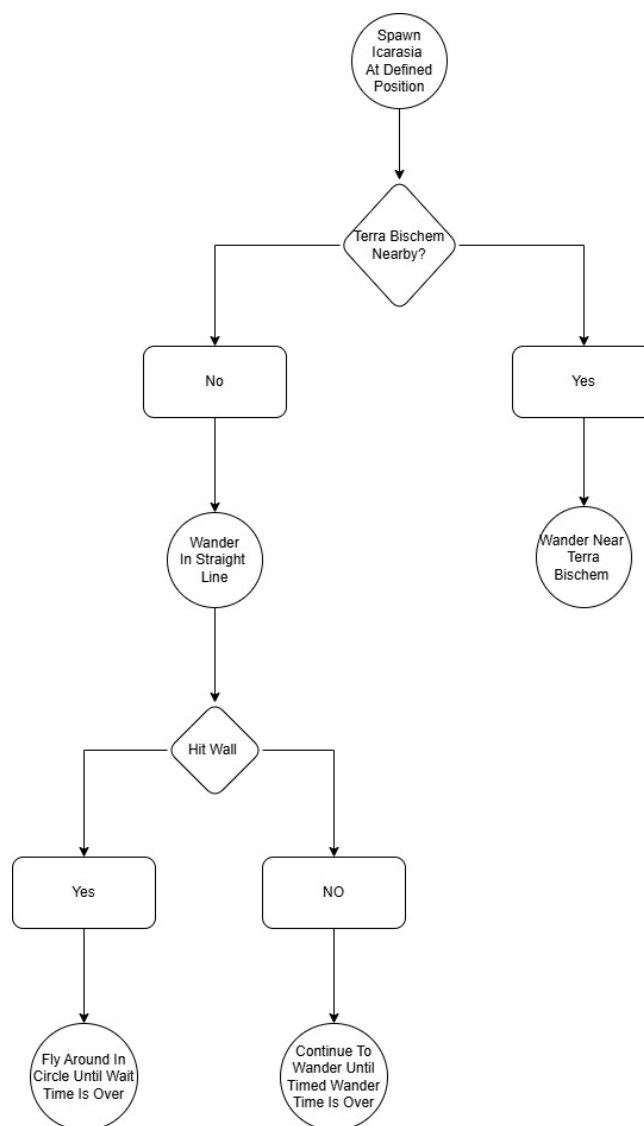 Spawn
Icarasia
At Defined
Position
Terra Bischem
Nearby?
No
Yes
Wander
In Straight
Line
Wander Near
Terra
Bischem
Hit Wall
Yes
NO
Fly Around In
Circle Until Wait
Time Is Over
Continue To
Wander Until
Timed Wander
Time Is Over